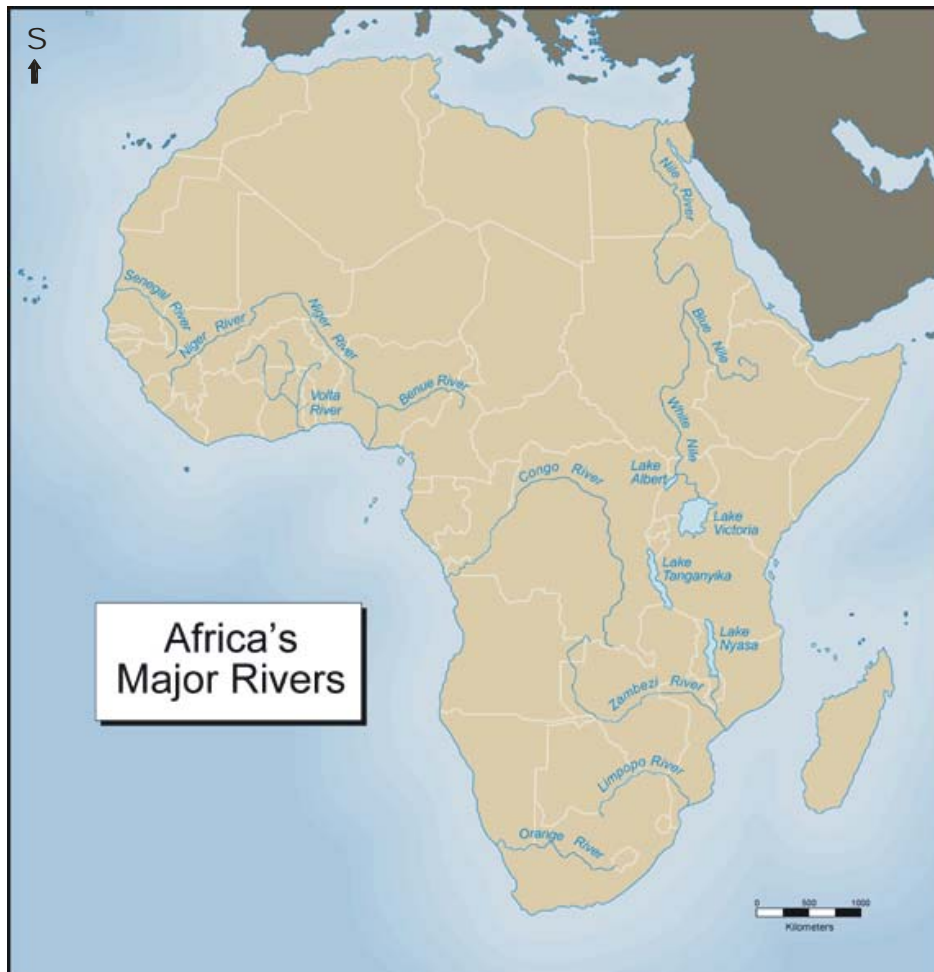 S
Nile River
Senegal River
Niger River
Niger River
Blue Nile
Benue River
Volta
River
White Nile
Congo River
Lake
Albert
Lake
Victoria
Lake
Tanganyika
Africa's
Major Rivers
Lake
Nyasa
Zambezi River
Limpopo River
Orange River
0 500 1000
Kilometers